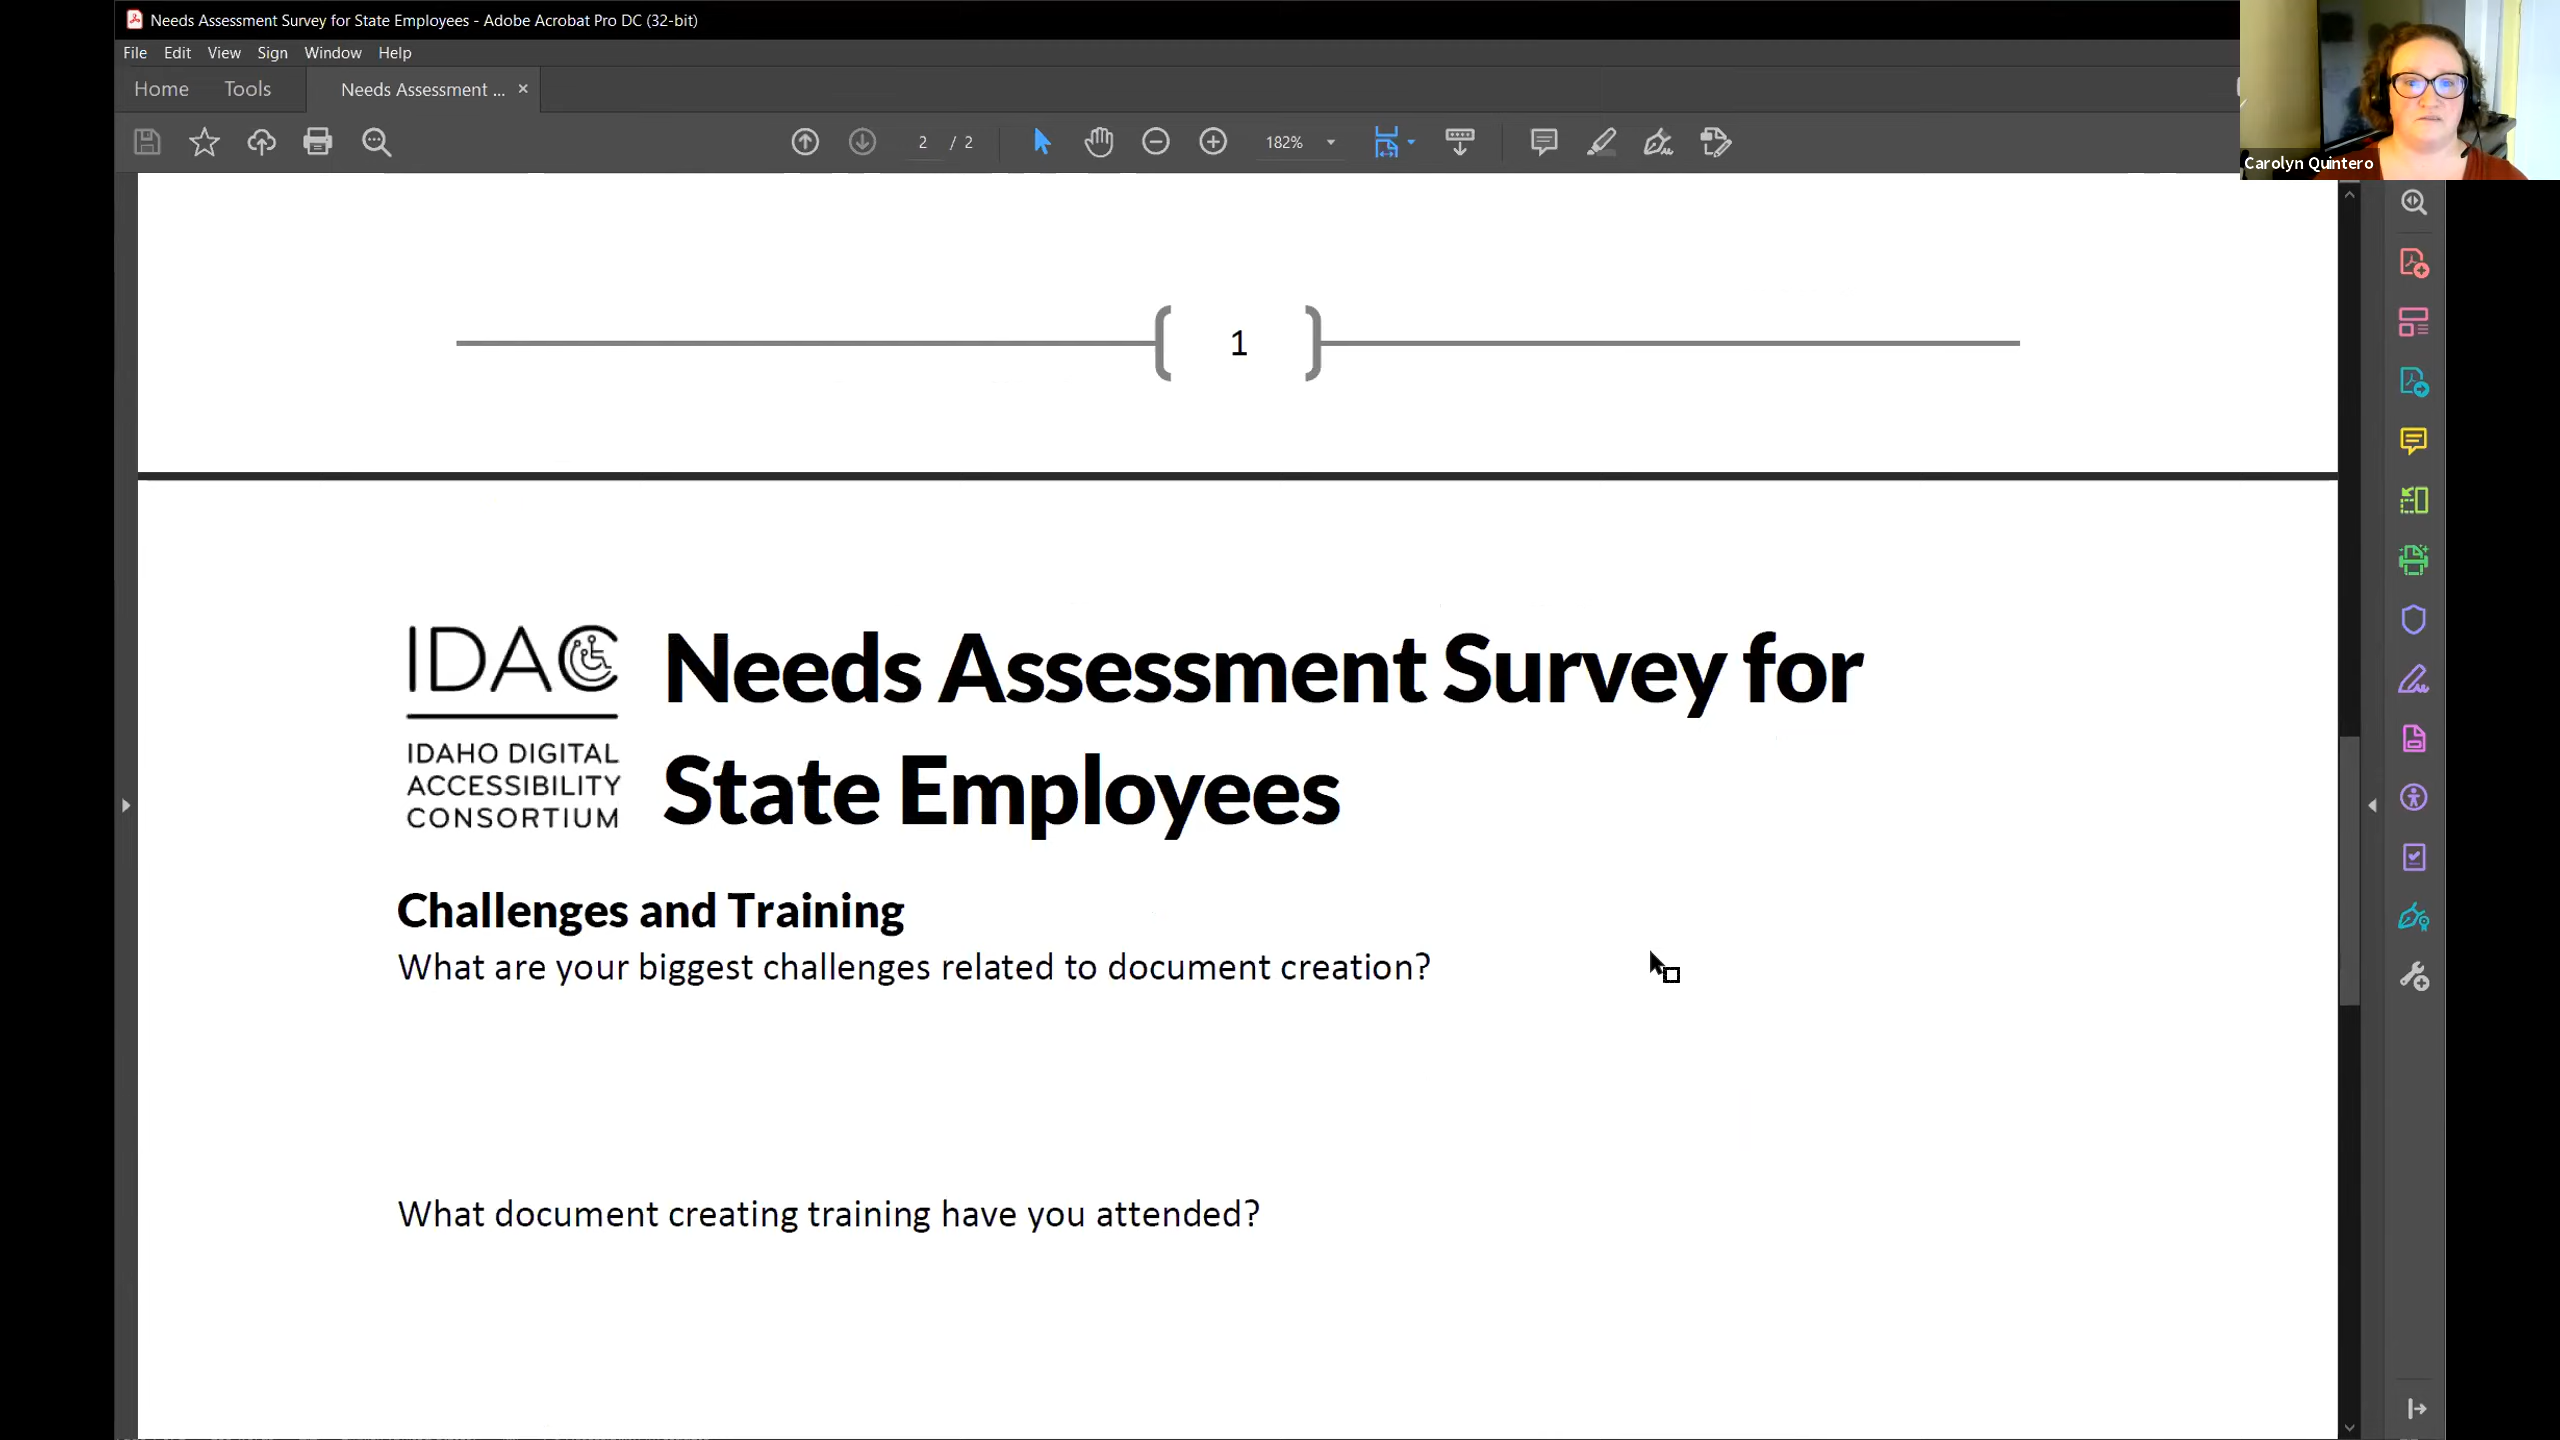 Needs Assessment Survey for State Employees - Adobe Acrobat Pro DC (32-bit)
File Edit View Sign Window Help
Home Tools Needs Assessment ... ×
2 / 2 182%
Carolyn Quintero
1
IDAC
IDAHO DIGITAL
ACCESSIBILITY
CONSORTIUM
Needs Assessment Survey for
State Employees
Challenges and Training
What are your biggest challenges related to document creation?
What document creating training have you attended?